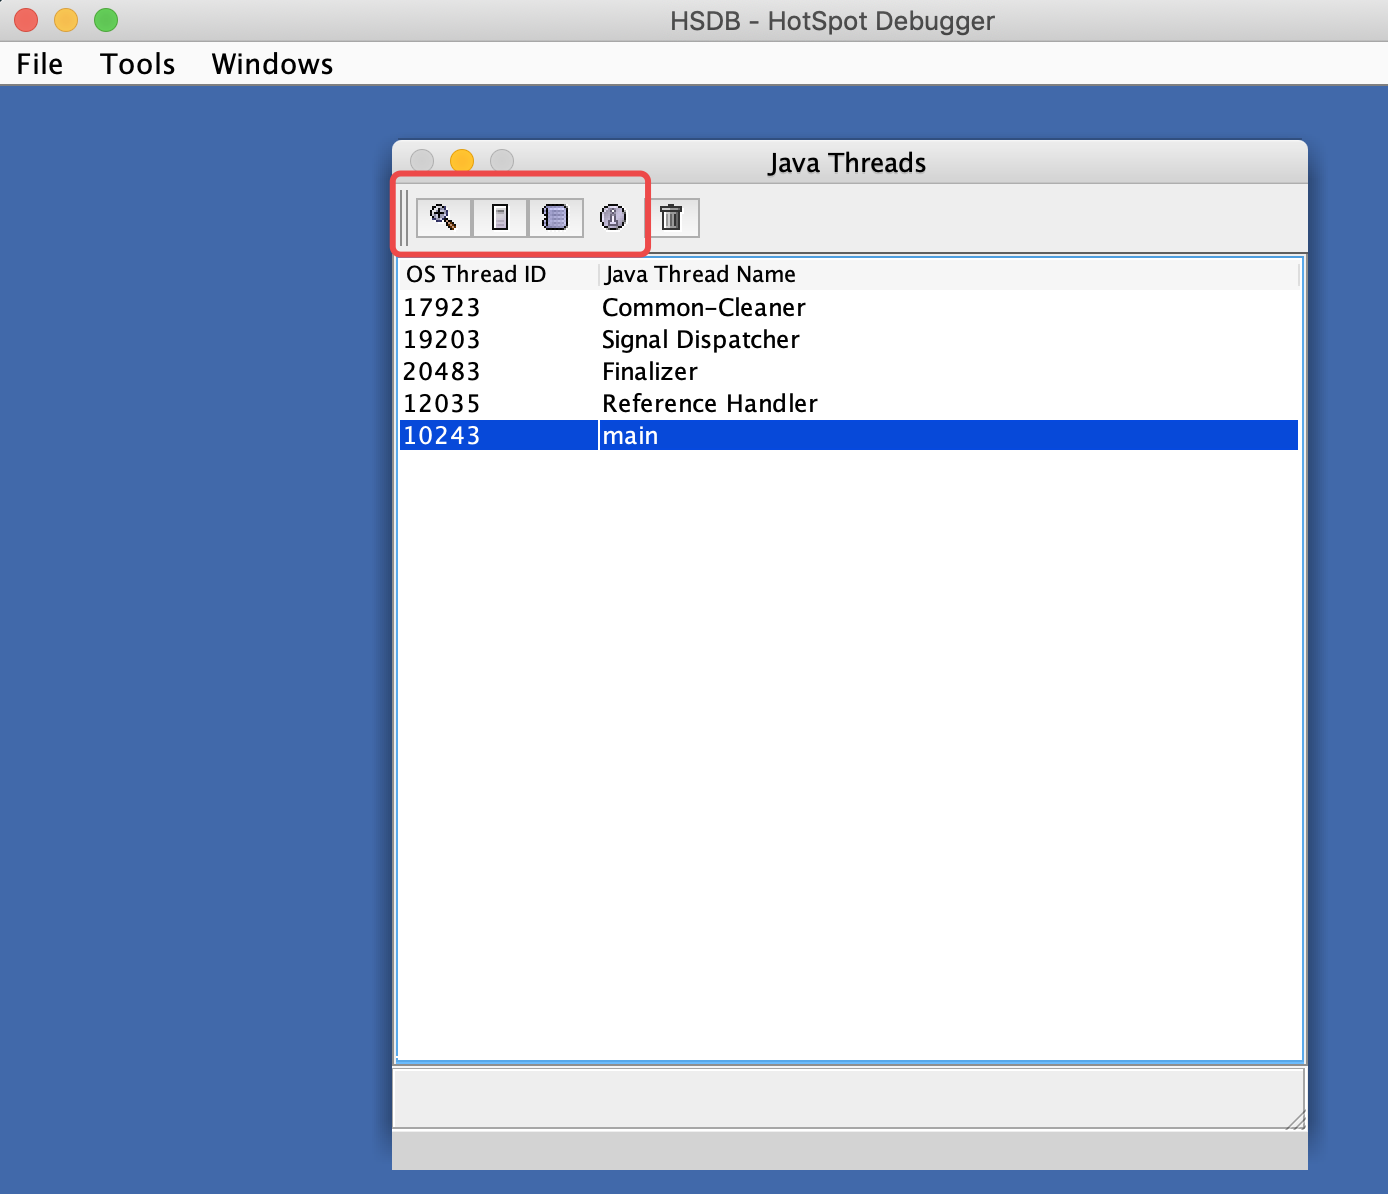 HSDB - HotSpot Debugger
File Tools Windows
Java Threads
OS Thread ID Java Thread Name
17923 Common-Cleaner
19203 Signal Dispatcher
20483 Finalizer
12035 Reference Handler
10243 main